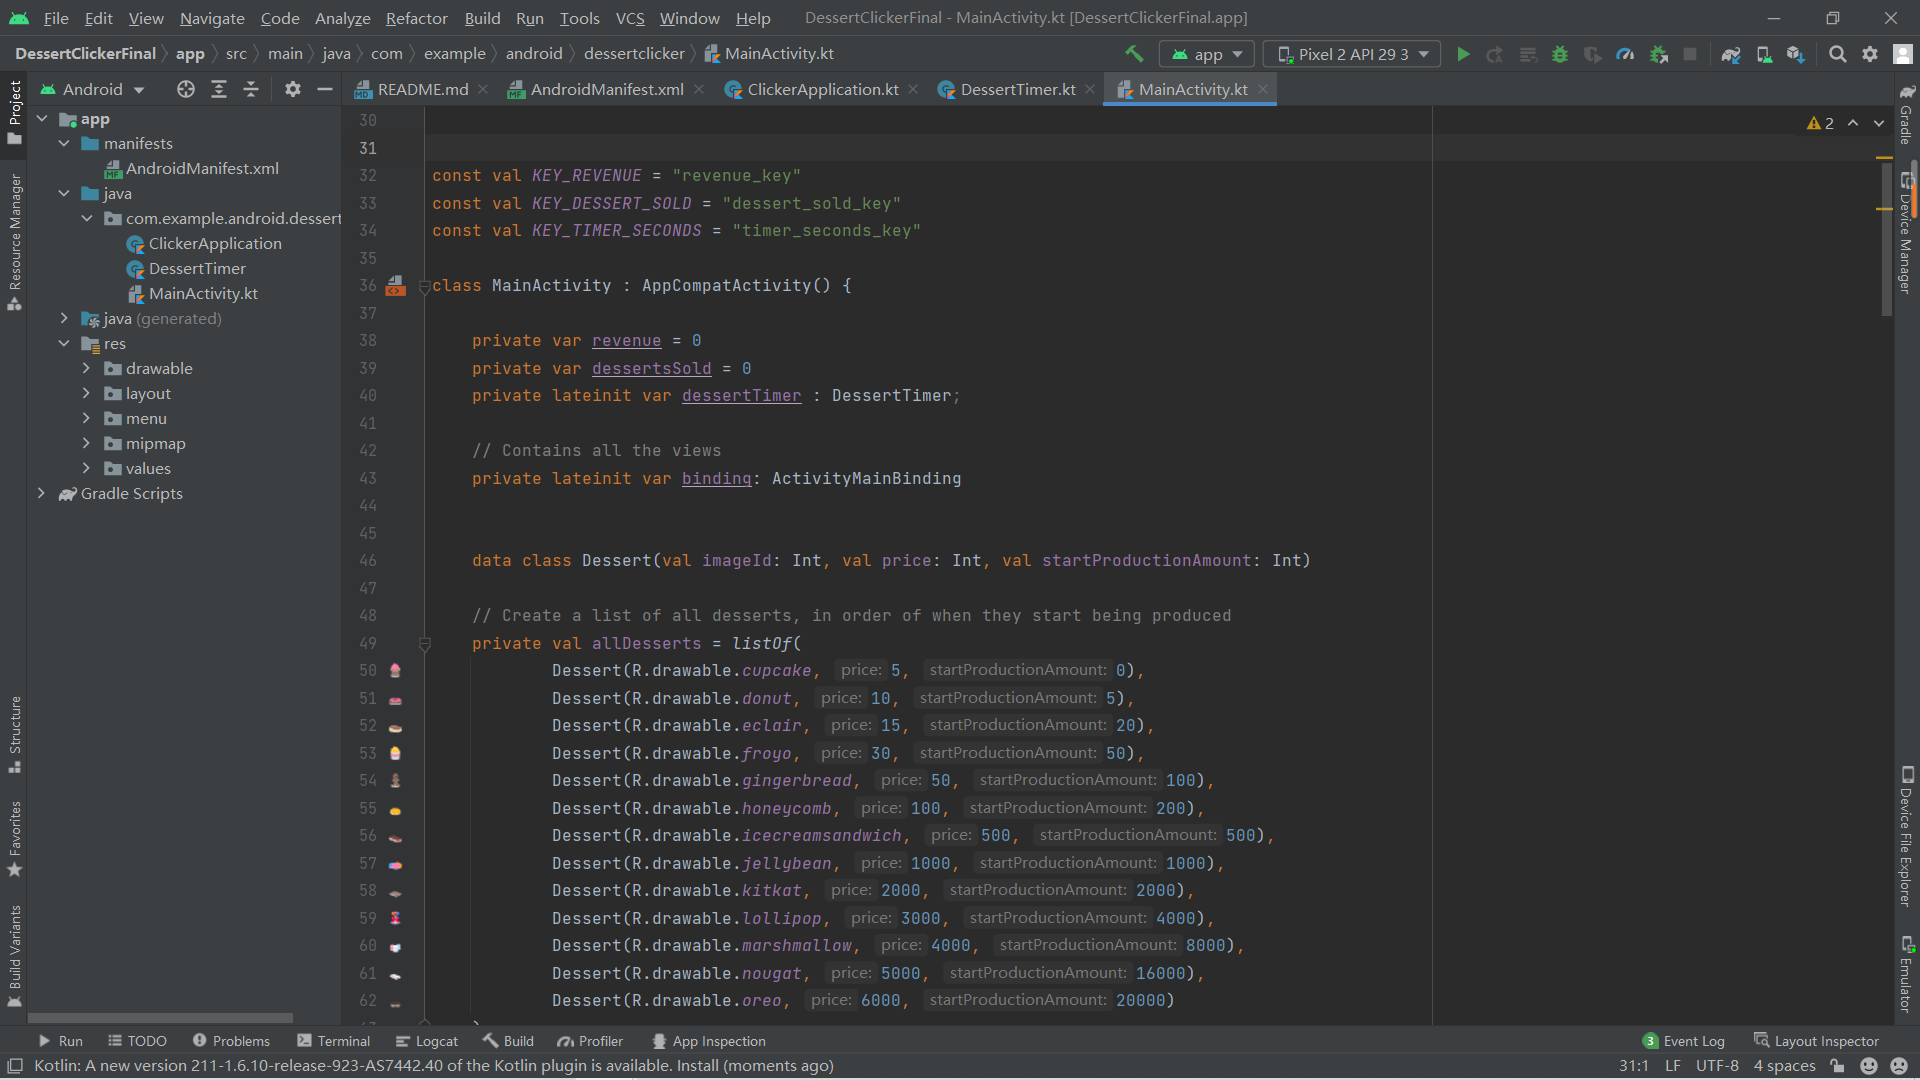 File Edit View Navigate Code Analyze Refactor Build Run Tools VCS Window Help DessertClickerFinal - MainActivity.kt [DessertClickerFinal.app]
DessertClickerFinal app src main java com example android dessertclicker MainActivity.kt app Pixel 2 API 29 3
Android README.md AndroidManifest.xml ClickerApplication.kt DessertTimer.kt MainActivity.kt
Project
Resource Manager
Structure
Favorites
Build Variants
app
manifests
AndroidManifest.xml
java
com.example.android.dessert
ClickerApplication
DessertTimer
MainActivity.kt
java (generated)
res
drawable
layout
menu
mipmap
values
Gradle Scripts
2
30
31
32 const val KEY_REVENUE = "revenue_key"
33 const val KEY_DESSERT_SOLD = "dessert_sold_key"
34 const val KEY_TIMER_SECONDS = "timer_seconds_key"
35
36 class MainActivity : AppCompatActivity() {
37
38 private var revenue = 0
39 private var dessertsSold = 0
40 private lateinit var dessertTimer : DessertTimer;
41
42 // Contains all the views
43 private lateinit var binding: ActivityMainBinding
44
45
46 data class Dessert(val imageId: Int, val price: Int, val startProductionAmount: Int)
47
48 // Create a list of all desserts, in order of when they start being produced
49 private val allDesserts = listOf(
50 Dessert(R.drawable.cupcake, price: 5, startProductionAmount: 0),
51 Dessert(R.drawable.donut, price: 10, startProductionAmount: 5),
52 Dessert(R.drawable.eclair, price: 15, startProductionAmount: 20),
53 Dessert(R.drawable.froyo, price: 30, startProductionAmount: 50),
54 Dessert(R.drawable.gingerbread, price: 50, startProductionAmount: 100),
55 Dessert(R.drawable.honeycomb, price: 100, startProductionAmount: 200),
56 Dessert(R.drawable.icecreamsandwich, price: 500, startProductionAmount: 500),
57 Dessert(R.drawable.jellybean, price: 1000, startProductionAmount: 1000),
58 Dessert(R.drawable.kitkat, price: 2000, startProductionAmount: 2000),
59 Dessert(R.drawable.lollipop, price: 3000, startProductionAmount: 4000),
60 Dessert(R.drawable.marshmallow, price: 4000, startProductionAmount: 8000),
61 Dessert(R.drawable.nougat, price: 5000, startProductionAmount: 16000),
62 Dessert(R.drawable.oreo, price: 6000, startProductionAmount: 20000)
Gradle
Device Manager
Device File Explorer
Emulator
Run TODO Problems Terminal Logcat Build Profiler App Inspection 3 Event Log Layout Inspector
Kotlin: A new version 211-1.6.10-release-923-AS7442.40 of the Kotlin plugin is available. Install (moments ago) 31:1 LF UTF-8 4 spaces